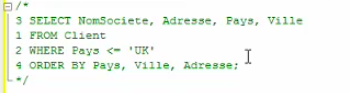 /*
3 SELECT NomSociete, Adresse, Pays, Ville
1 FROM Client
2 WHERE Pays <= 'UK'
4 ORDER BY Pays, Ville, Adresse;
*/